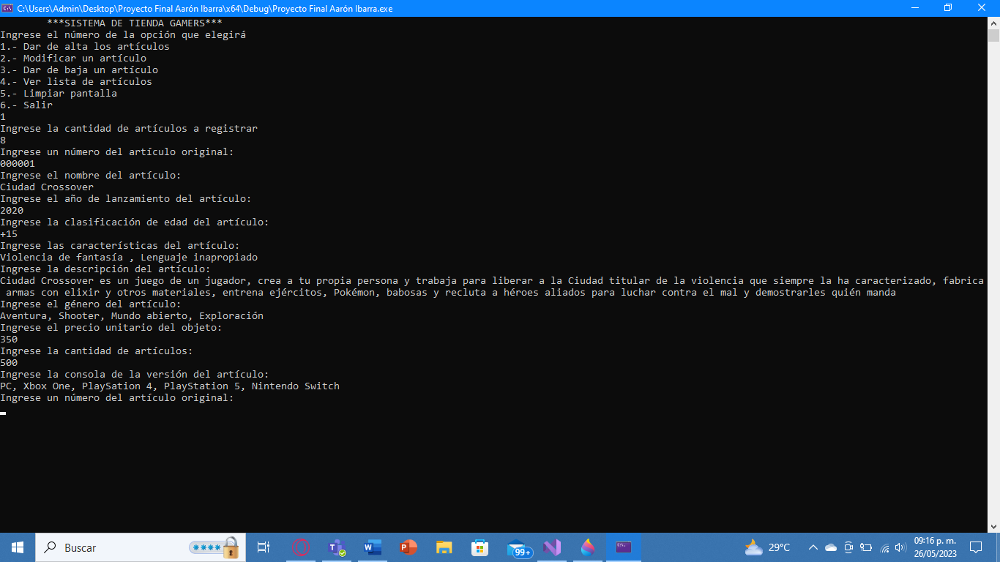 C:\Users\Admin\Desktop\Proyecto Final Aarón Ibarra\x64\Debug\Proyecto Final Aarón Ibarra.exe
***SISTEMA DE TIENDA GAMERS***
Ingrese el número de la opción que elegirá
1.- Dar de alta los artículos
2.- Modificar un artículo
3.- Dar de baja un artículo
4.- Ver lista de artículos
5.- Limpiar pantalla
6.- Salir
1
Ingrese la cantidad de artículos a registrar
8
Ingrese un número del artículo original:
000001
Ingrese el nombre del artículo:
Ciudad Crossover
Ingrese el año de lanzamiento del artículo:
2020
Ingrese la clasificación de edad del artículo:
+15
Ingrese las características del artículo:
Violencia de fantasía , Lenguaje inapropiado
Ingrese la descripción del artículo:
Ciudad Crossover es un juego de un jugador, crea a tu propia persona y trabaja para liberar a la Ciudad titular de la violencia que siempre la ha caracterizado, fabrica
armas con elixir y otros materiales, entrena ejércitos, Pokémon, babosas y recluta a héroes aliados para luchar contra el mal y demostrarles quién manda
Ingrese el género del artículo:
Aventura, Shooter, Mundo abierto, Exploración
Ingrese el precio unitario del objeto:
350
Ingrese la cantidad de artículos:
500
Ingrese la consola de la versión del artículo:
PC, Xbox One, PlaySation 4, PlayStation 5, Nintendo Switch
Ingrese un número del artículo original:
Buscar
99+
29°C
09:16 p. m.
26/05/2023